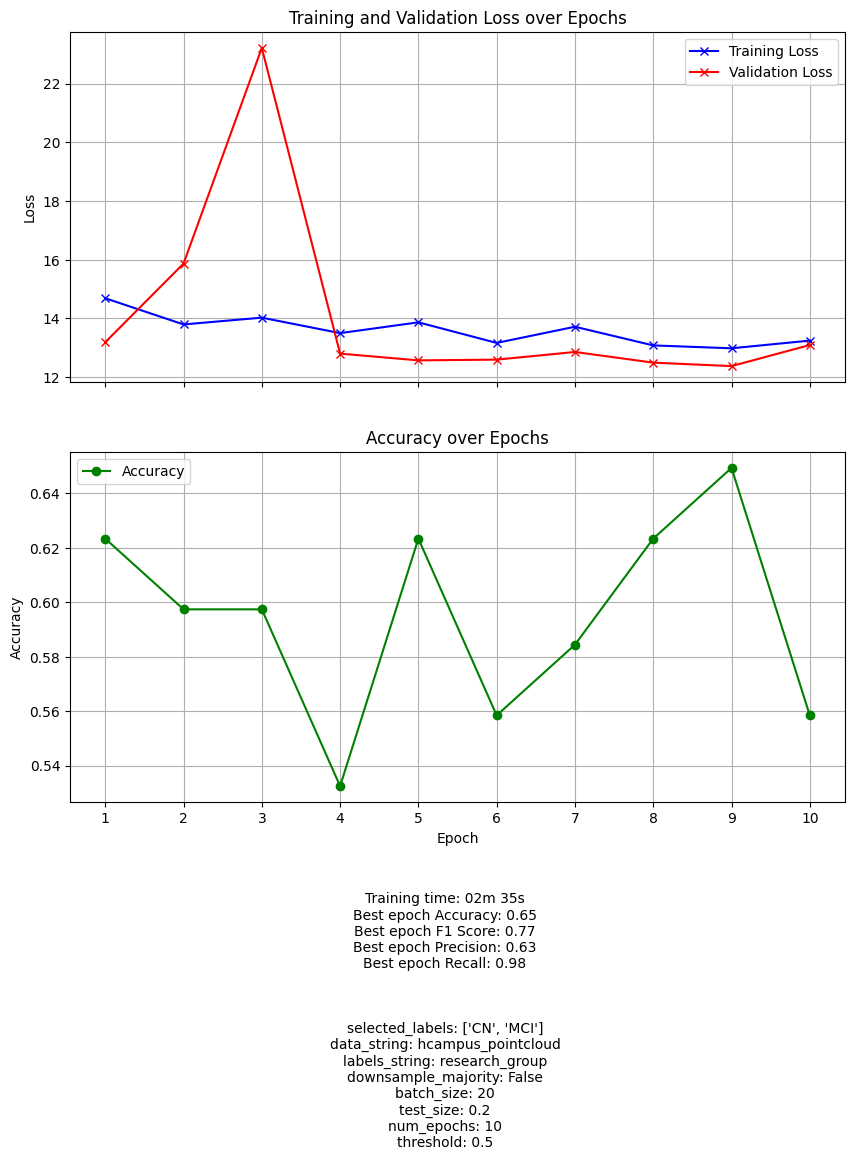 Training and Validation Loss over Epochs
Training Loss
Validation Loss
22
20
18
16
14
12
Loss
Accuracy over Epochs
Accuracy
0.64
0.62
0.60
0.58
0.56
0.54
Accuracy
1 2 3 4 5 6 7 8 9 10
Epoch
Training time: 02m 35s
Best epoch Accuracy: 0.65
Best epoch F1 Score: 0.77
Best epoch Precision: 0.63
Best epoch Recall: 0.98
selected_labels: ['CN', 'MCI']
data_string: hcampus_pointcloud
labels_string: research_group
downsample_majority: False
batch_size: 20
test_size: 0.2
num_epochs: 10
threshold: 0.5